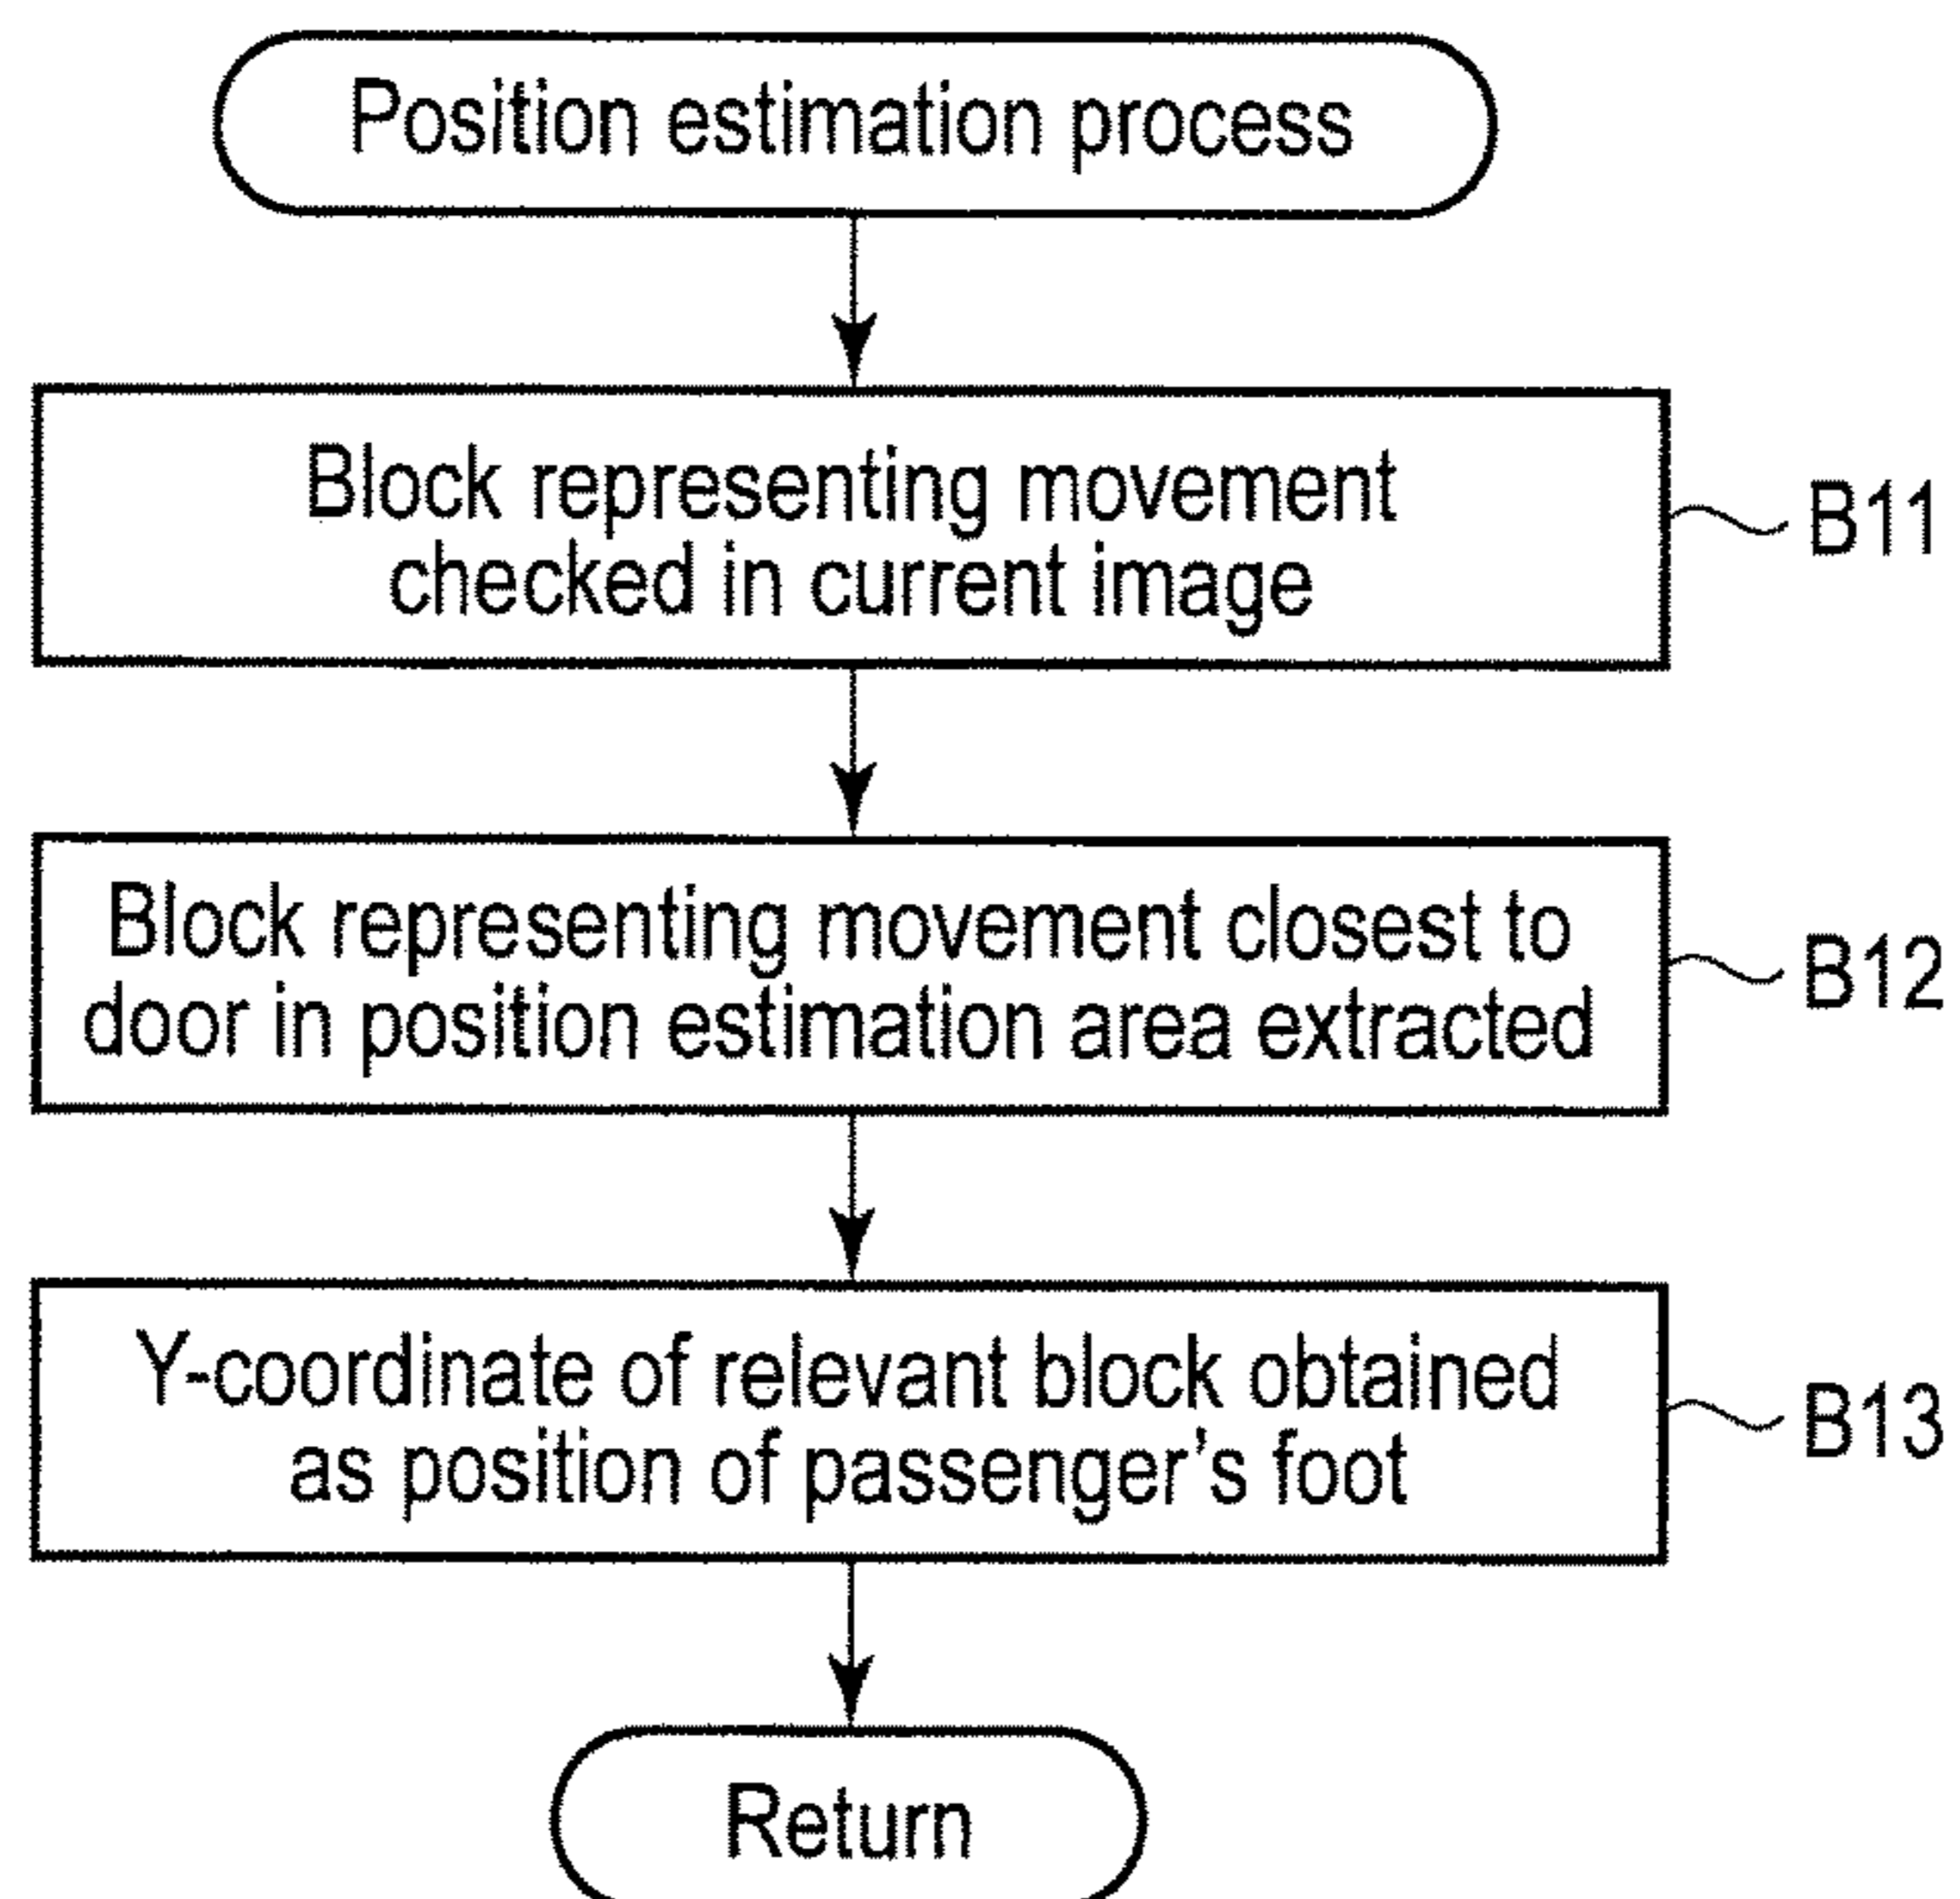 Position estimation process
Block representing movement
checked in current image
B11
Block representing movement closest to
door in position estimation area extracted
B12
Y-coordinate of relevant block obtained
as position of passenger's foot
B13
Return